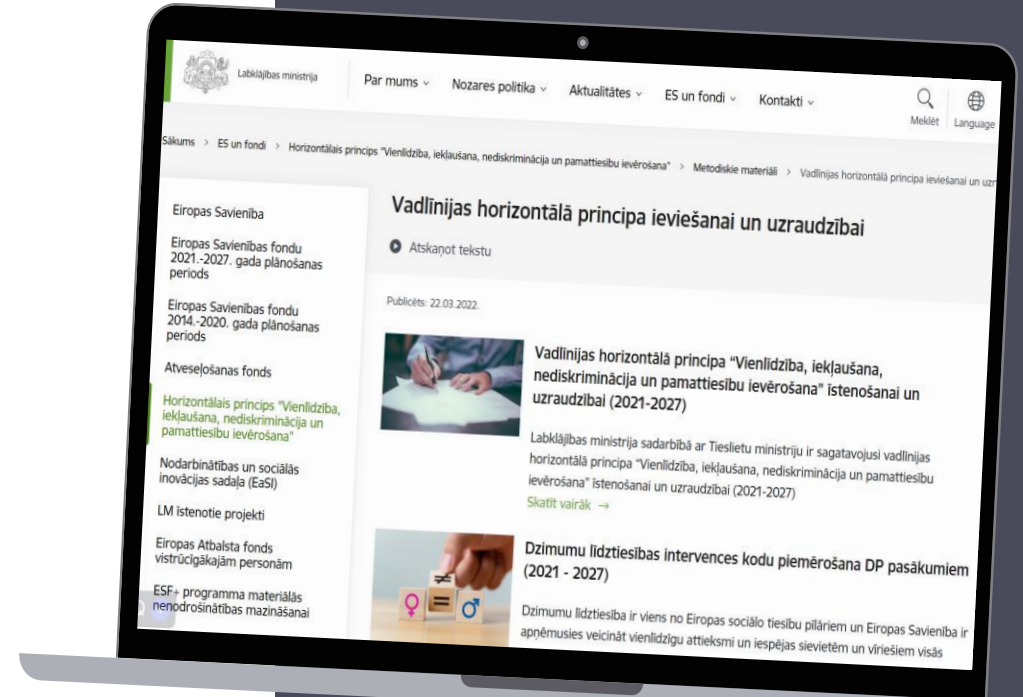 Labklājības ministrija
Par mums
Nozares politika
Aktualitātes
ES un fondi
Kontakti
Meklēt
Language
Sākums > ES un fondi > Horizontālais princips "Vienlīdzība, iekļaušana, nediskriminācija un pamattiesību ievērošana" > Metodiskie materiāli > Vadlīnijas horizontālā principa ieviešanai un
Eiropas Savienība
Eiropas Savienības fondu
2021.-2027. gada plānošanas
periods
Eiropas Savienības fondu
2014.-2020. gada plānošanas
periods
Atveseļošanas fonds
Horizontālais princips "Vienlīdzība,
iekļaušana, nediskriminācija un
pamattiesību ievērošana"
Nodarbinātības un sociālās
inovācijas sadaļa (EaSI)
LM īstenotie projekti
Eiropas Atbalsta fonds
vistrūcīgākajām personām
ESF+ programma materiālās
nenodrošinātības mazināšanai
Vadlīnijas horizontālā principa ieviešanai un uzraudzībai
Atskaņot tekstu
Publicēts: 22.03.2022.
Vadlīnijas horizontālā principa "Vienlīdzība, iekļaušana,
nediskriminācija un pamattiesību ievērošana" īstenošanai un
uzraudzībai (2021-2027)
Labklājības ministrija sadarbībā ar Tieslietu ministriju ir sagatavojusi vadlīnijas
horizontālā principa "Vienlīdzība, iekļaušana, nediskriminācija un pamattiesību
ievērošana" īstenošanai un uzraudzībai (2021-2027)
Skatīt vairāk →
Dzimumu līdztiesības intervences kodu piemērošana DP pasākumiem
(2021 - 2027)
Dzimumu līdztiesība ir viens no Eiropas sociālo tiesību pīlāriem un Eiropas Savienība ir
apņēmusies veicināt vienlīdzīgu attieksmi un iespējas sievietēm un vīriešiem visās